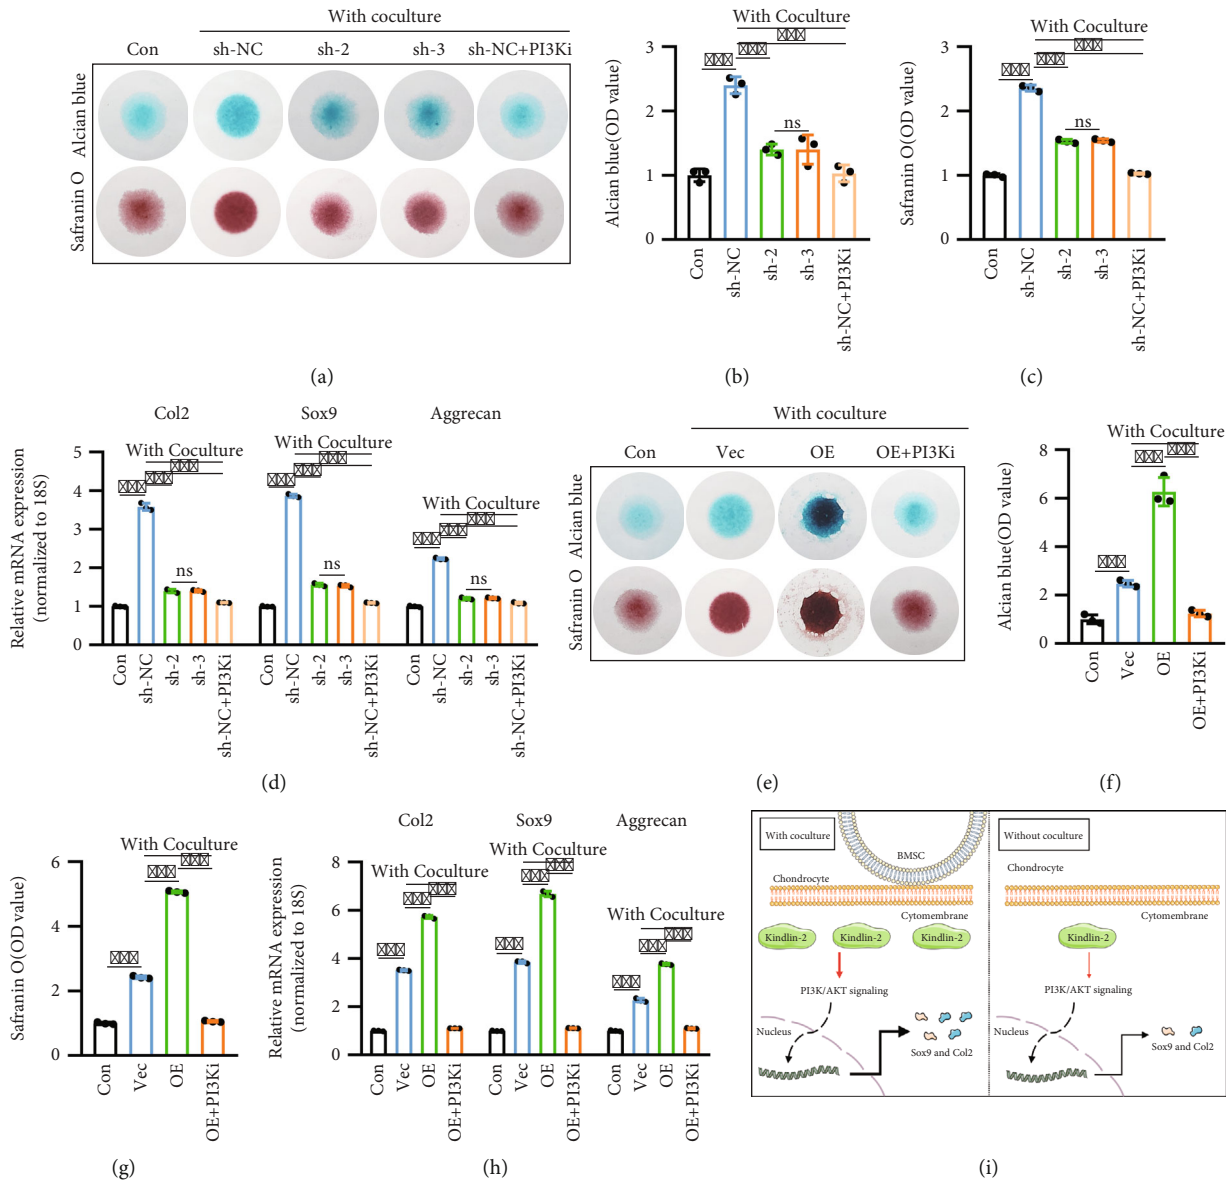 With coculture
Con sh-NC sh-2 sh-3 sh-NC+PI3Ki
Alcian blue
Safranin O
(a)
With Coculture
Alcian blue(OD value)
3
2
1
0
ns
Con
sh-NC
sh-2
sh-3
sh-NC+PI3Ki
(b)
With Coculture
Safranin O(OD value)
3
2
1
0
ns
Con
sh-NC
sh-2
sh-3
sh-NC+PI3Ki
(c)
Col2 Sox9 Aggrecan
Relative mRNA expression
(normalized to 18S)
5
4
3
2
1
0
With Coculture
With Coculture
With Coculture
ns
ns
ns
Con
sh-NC
sh-2
sh-3
sh-NC+PI3Ki
Con
sh-NC
sh-2
sh-3
sh-NC+PI3Ki
Con
sh-NC
sh-2
sh-3
sh-NC+PI3Ki
(d)
With coculture
Con Vec OE OE+PI3Ki
Alcian blue
Safranin O
(e)
With Coculture
Alcian blue(OD value)
8
6
4
2
0
Con
Vec
OE
OE+PI3Ki
(f)
With Coculture
Safranin O(OD value)
6
4
2
0
Con
Vec
OE
OE+PI3Ki
(g)
Col2 Sox9 Aggrecan
Relative mRNA expression
(normalized to 18S)
8
6
4
2
0
With Coculture
With Coculture
With Coculture
Con
Vec
OE
OE+PI3Ki
Con
Vec
OE
OE+PI3Ki
Con
Vec
OE
OE+PI3Ki
(h)
With coculture
BMSC
Chondrocyte
Cytomembrane
Kindlin-2 Kindlin-2 Kindlin-2
PI3K/AKT signaling
Nucleus
Sox9 and Col2
Without coculture
Chondrocyte
Cytomembrane
Kindlin-2
PI3K/AKT signaling
Nucleus
Sox9 and Col2
(i)